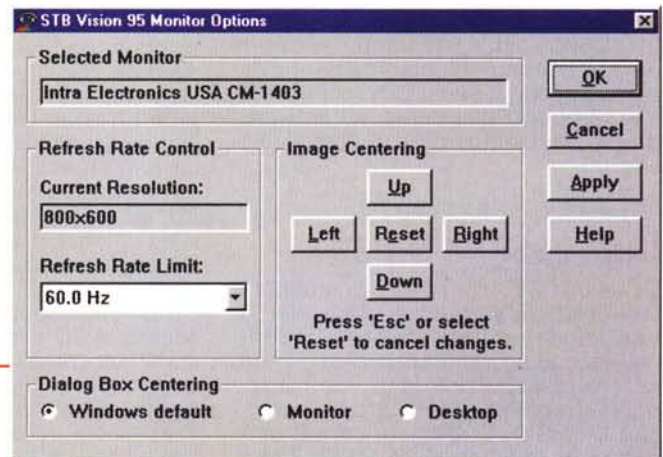 STB Vision 95 Monitor Options
Selected Monitor
Intra Electronics USA CM-1403
OK
Cancel
Apply
Help
Refresh Rate Control
Current Resolution:
800x600
Refresh Rate Limit:
60.0 Hz
Image Centering
Up
Left Reset Right
Down
Press 'Esc' or select
'Reset' to cancel changes.
Dialog Box Centering
Windows default Monitor Desktop